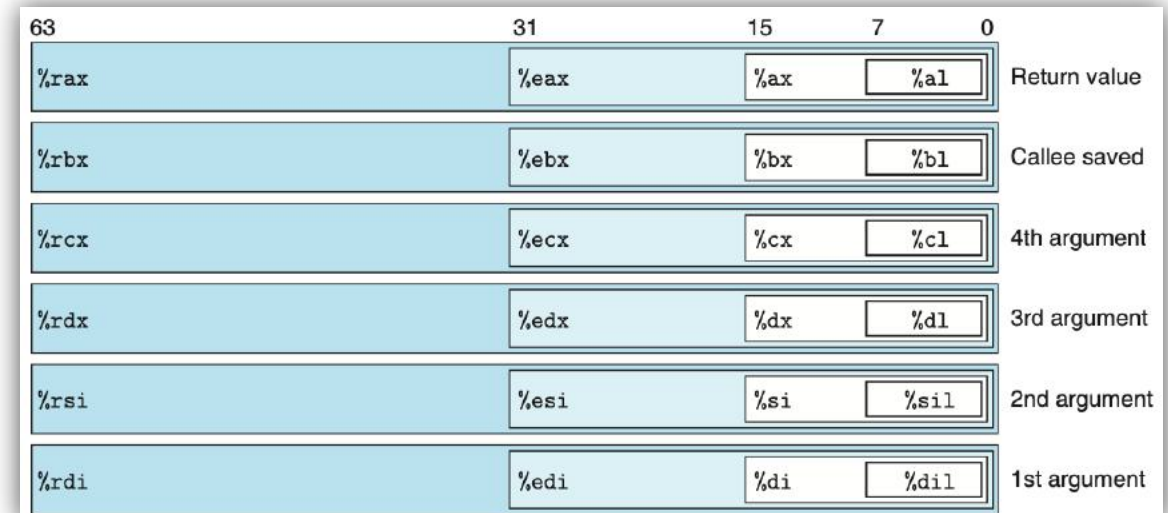 63 31 15 7 0
%rax %eax %ax %al Return value
%rbx %ebx %bx %bl Callee saved
%rcx %ecx %cx %cl 4th argument
%rdx %edx %dx %dl 3rd argument
%rsi %esi %si %sil 2nd argument
%rdi %edi %di %dil 1st argument